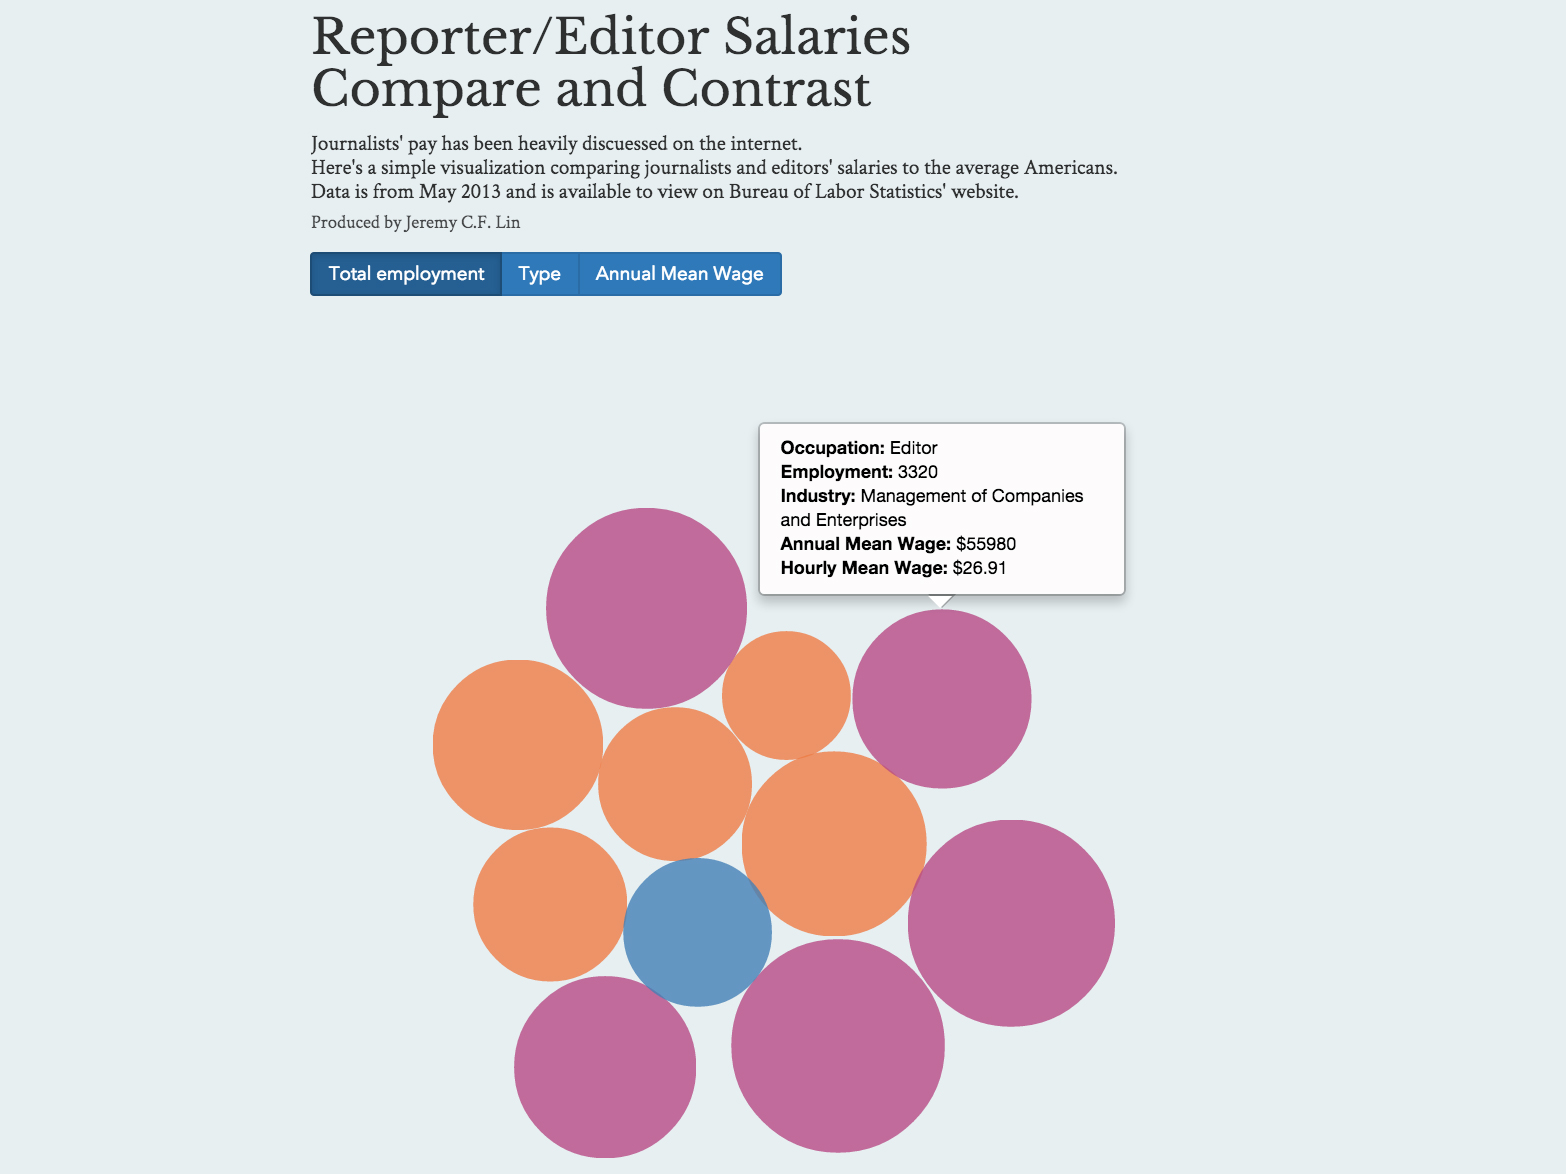 Reporter/Editor Salaries
Compare and Contrast
Journalists' pay has been heavily discuessed on the internet.
Here's a simple visualization comparing journalists and editors' salaries to the average Americans.
Data is from May 2013 and is available to view on Bureau of Labor Statistics' website.
Produced by Jeremy C.F. Lin
Total employment Type Annual Mean Wage
Occupation: Editor
Employment: 3320
Industry: Management of Companies
and Enterprises
Annual Mean Wage: $55980
Hourly Mean Wage: $26.91